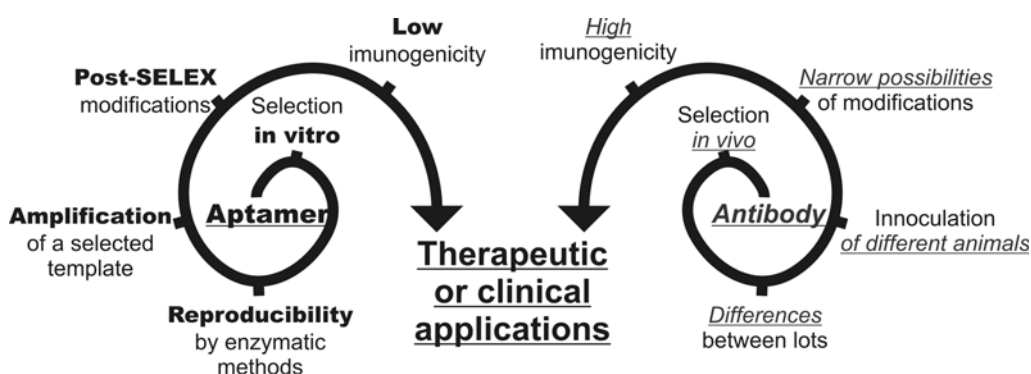 Low
imunogenicity
Post-SELEX
modifications
Selection
in vitro
Aptamer
Amplification
of a selected
template
Reproducibility
by enzymatic
methods
Therapeutic
or clinical
applications
High
imunogenicity
Narrow possibilities
of modifications
Selection
in vivo
Antibody
Innoculation
of different animals
Differences
between lots